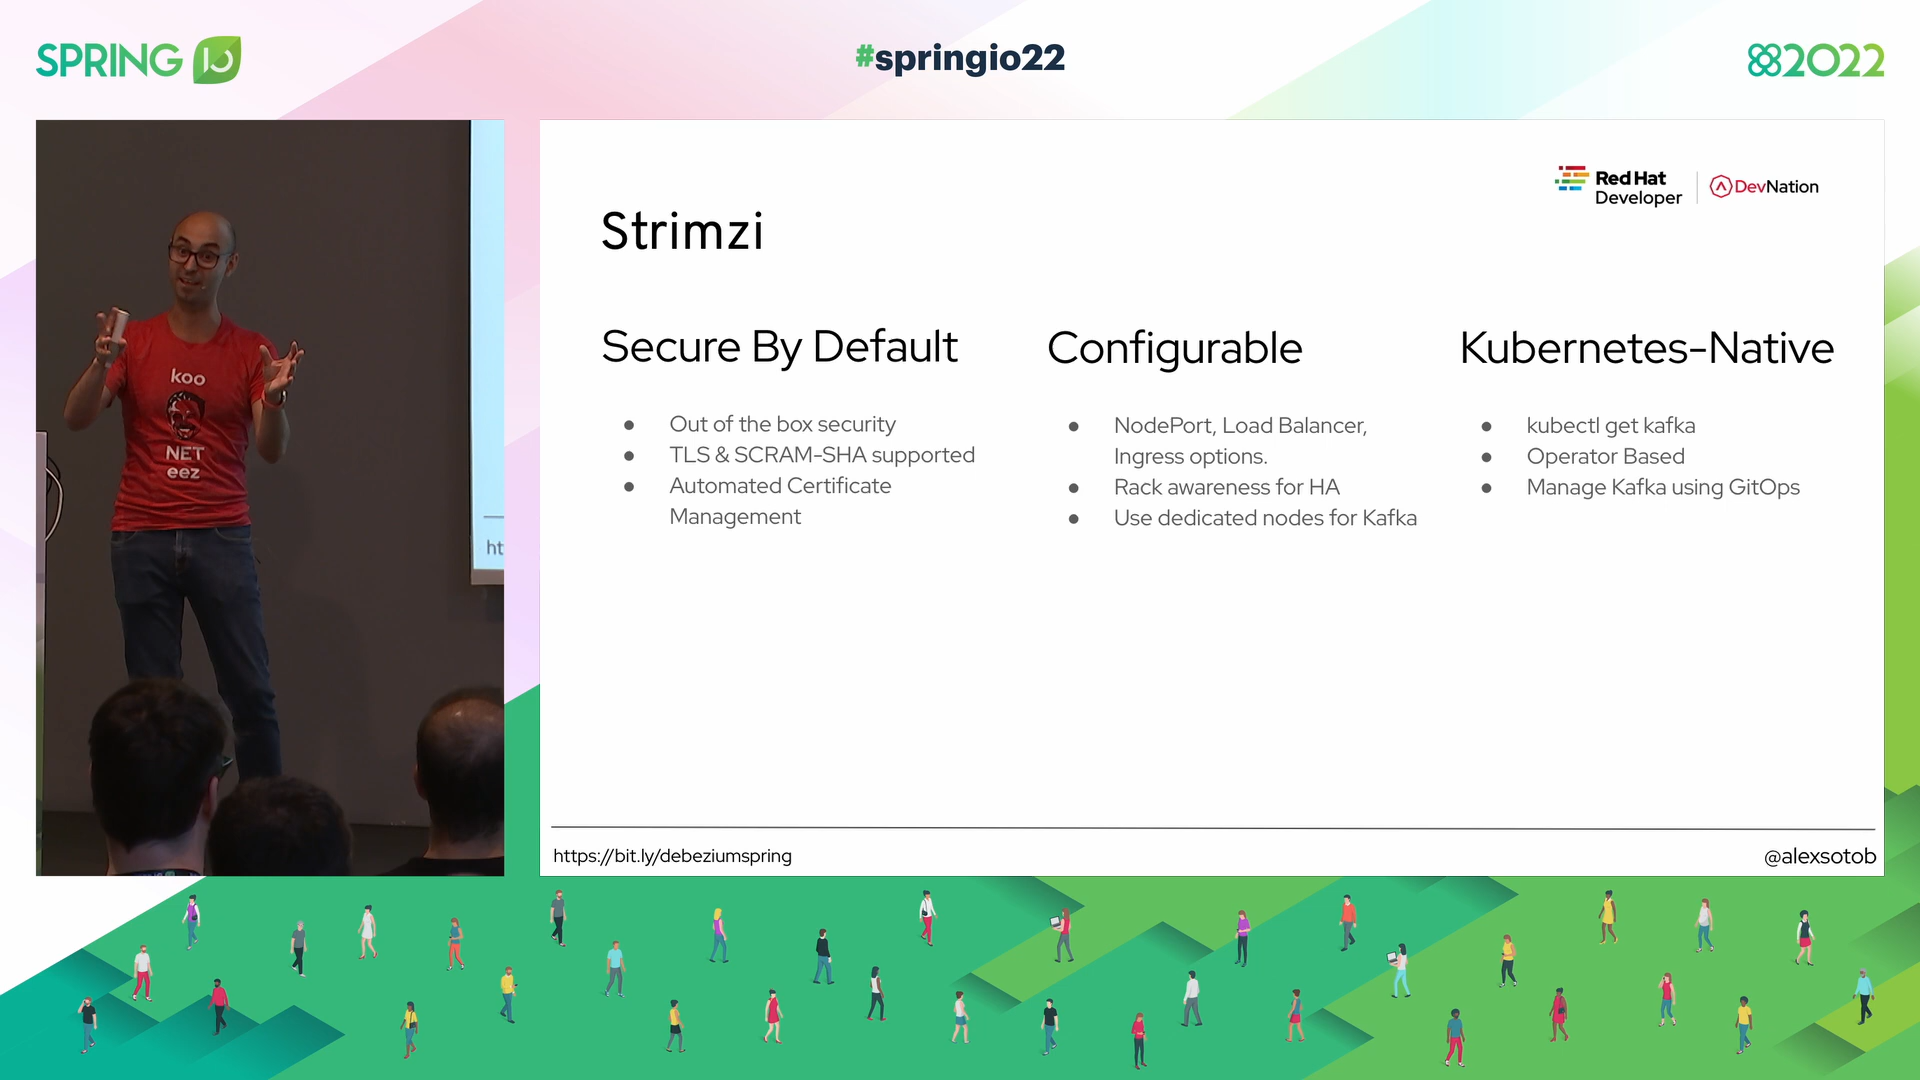 SPRING IO
#springio22
2022
Red Hat
Developer
DevNation
Strimzi
Secure By Default
Out of the box security
TLS & SCRAM-SHA supported
Automated Certificate
Management
Configurable
NodePort, Load Balancer,
Ingress options.
Rack awareness for HA
Use dedicated nodes for Kafka
Kubernetes-Native
kubectl get kafka
Operator Based
Manage Kafka using GitOps
https://bit.ly/debeziumspring
@alexsotob
koo
NET
eez
ht